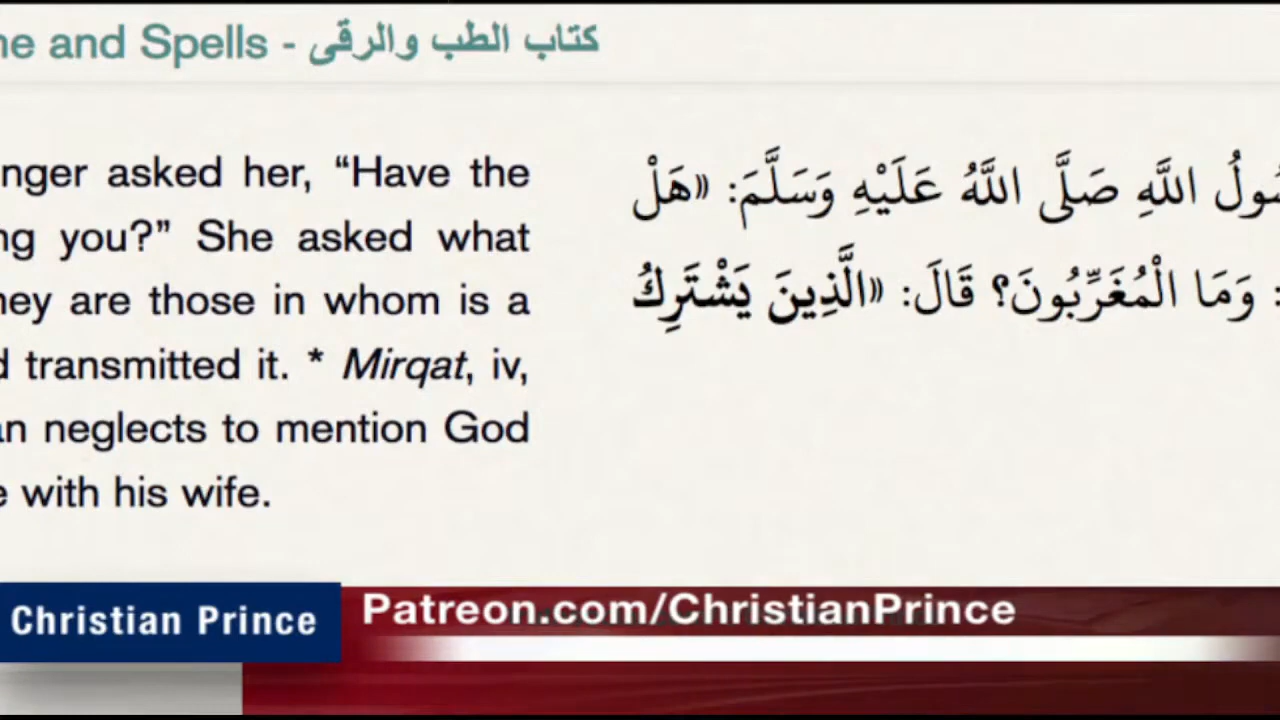 ne and Spells - كتاب الطب والرقى
nger asked her, “Have the
ng you?” She asked what
hey are those in whom is a
d transmitted it. * Mirqat, iv,
an neglects to mention God
e with his wife.
سُولُ اللَّهِ صَلَّى اللَّهُ عَلَيْهِ وَسَلَّمَ: «هَلْ
: وَمَا الْمُغَرِّبُونَ؟ قَالَ: «الَّذِينَ يَشْتَرِكُ
Christian Prince
Patreon.com/ChristianPrince